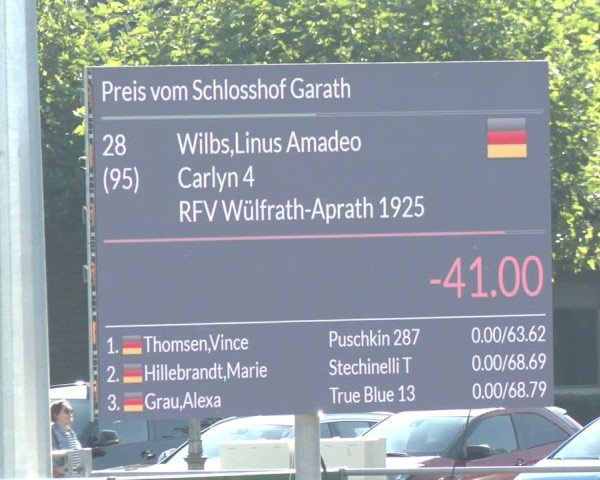 Preis vom Schlosshof Garath
28 Wilbs,Linus Amadeo
(95) Carlyn 4
RFV Wülfrath-Aprath 1925
-41.00
1. Thomsen,Vince Puschkin 287 0.00/63.62
2. Hillebrandt,Marie Stechinelli T 0.00/68.69
3. Grau,Alexa True Blue 13 0.00/68.79